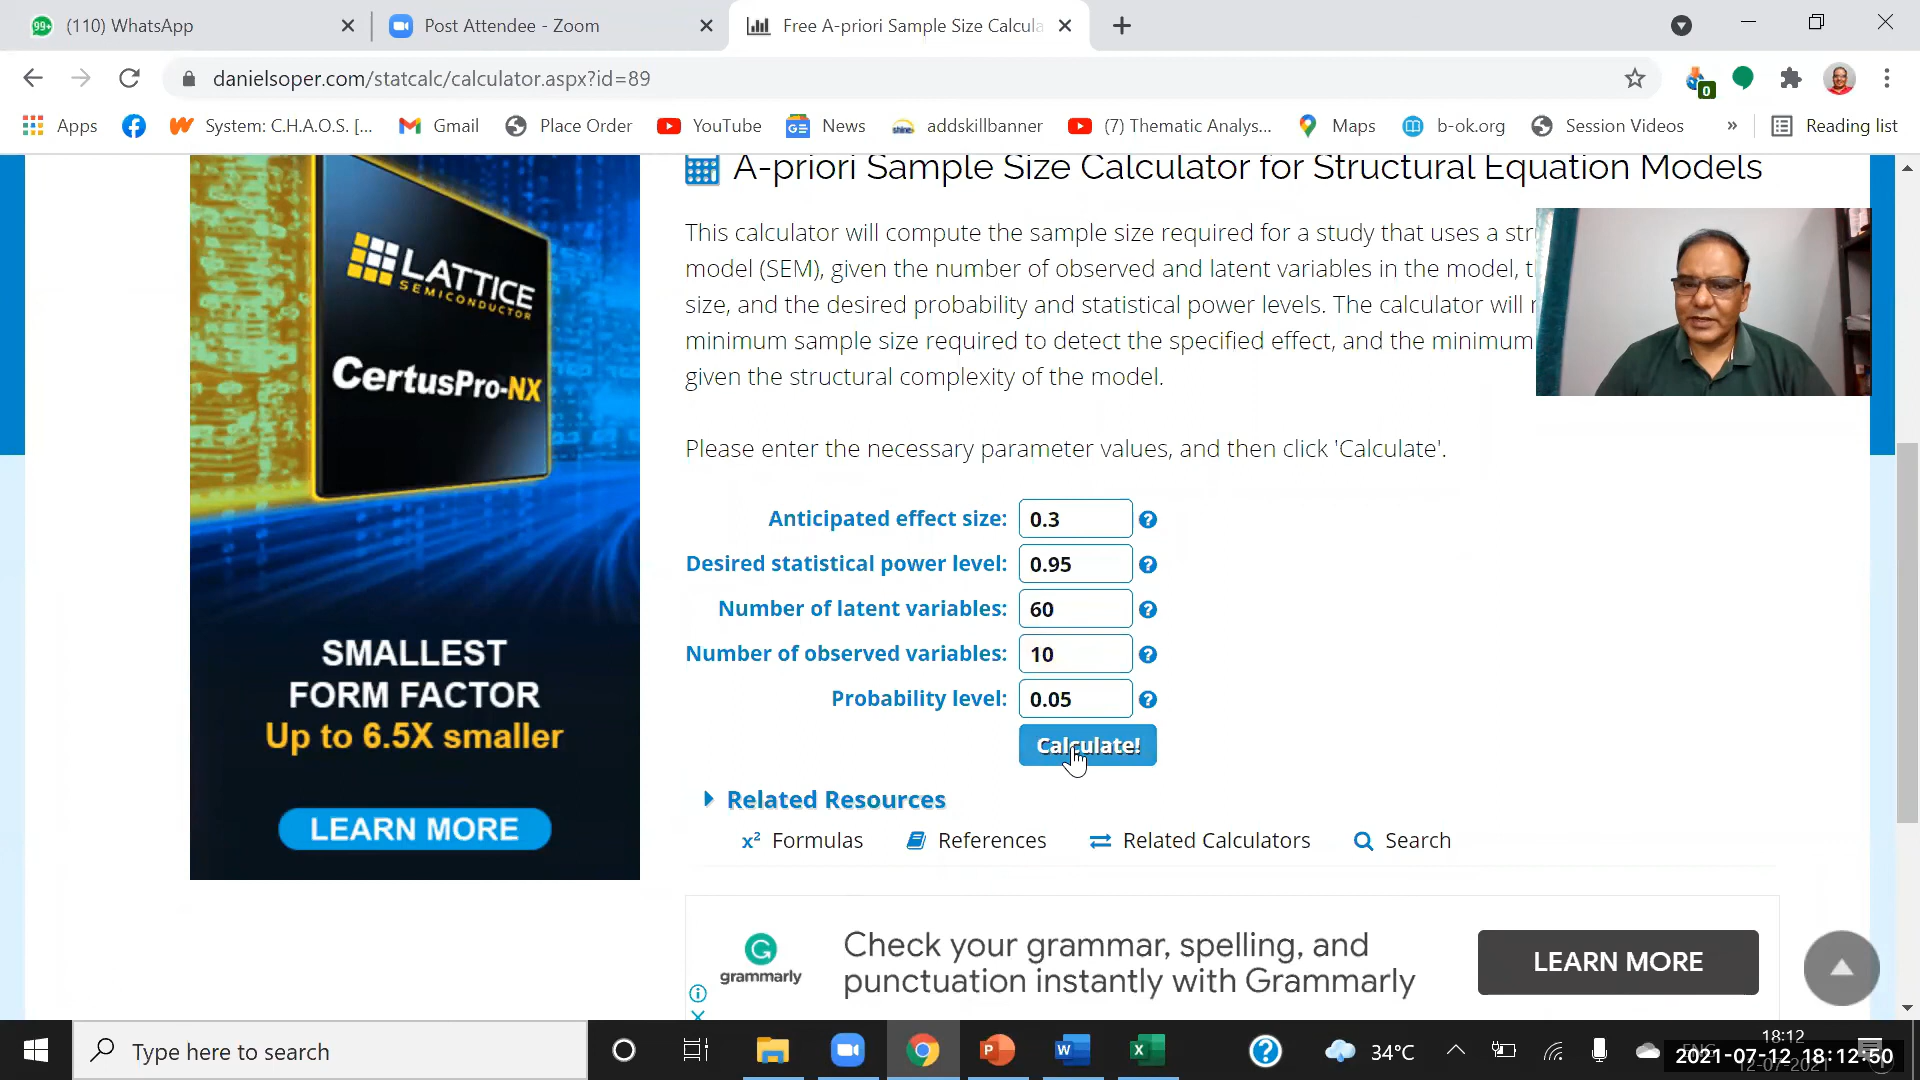 (110) WhatsApp
Post Attendee - Zoom
Free A-priori Sample Size Calcula
danielsoper.com/statcalc/calculator.aspx?id=89
0
Apps
System: C.H.A.O.S. [...
Gmail
Place Order
YouTube
News
addskillbanner
(7) Thematic Analys...
Maps
b-ok.org
Session Videos
»
Reading list
A-priori Sample Size Calculator for Structural Equation Models
This calculator will compute the sample size required for a study that uses a str
model (SEM), given the number of observed and latent variables in the model, t
size, and the desired probability and statistical power levels. The calculator will r
minimum sample size required to detect the specified effect, and the minimum
given the structural complexity of the model.
Please enter the necessary parameter values, and then click 'Calculate'.
Anticipated effect size: 0.3
Desired statistical power level: 0.95
Number of latent variables: 60
Number of observed variables: 10
Probability level: 0.05
Calculate!
Related Resources
x² Formulas
References
Related Calculators
Search
LATTICE
SEMICONDUCTOR
CertusPro-NX
SMALLEST
FORM FACTOR
Up to 6.5X smaller
LEARN MORE
grammarly
Check your grammar, spelling, and
punctuation instantly with Grammarly
LEARN MORE
Type here to search
34°C
18:12
2021-07-12 18:12:50